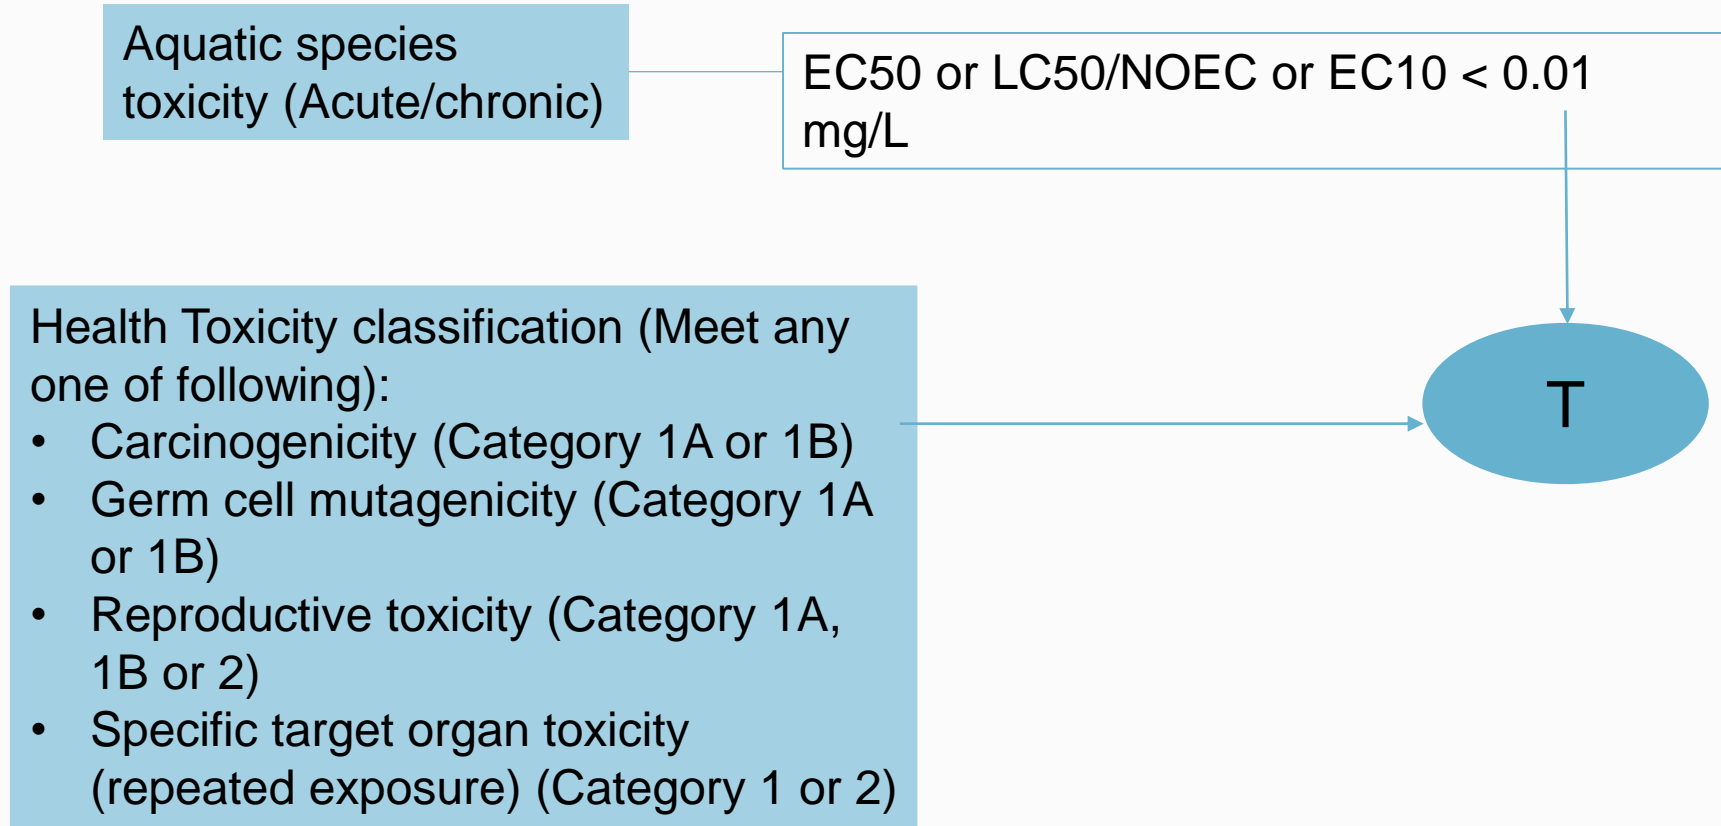 Aquatic species
toxicity (Acute/chronic)
EC50 or LC50/NOEC or EC10 < 0.01
mg/L
Health Toxicity classification (Meet any
one of following):
• Carcinogenicity (Category 1A or 1B)
• Germ cell mutagenicity (Category 1A
or 1B)
• Reproductive toxicity (Category 1A,
1B or 2)
• Specific target organ toxicity
(repeated exposure) (Category 1 or 2)
T